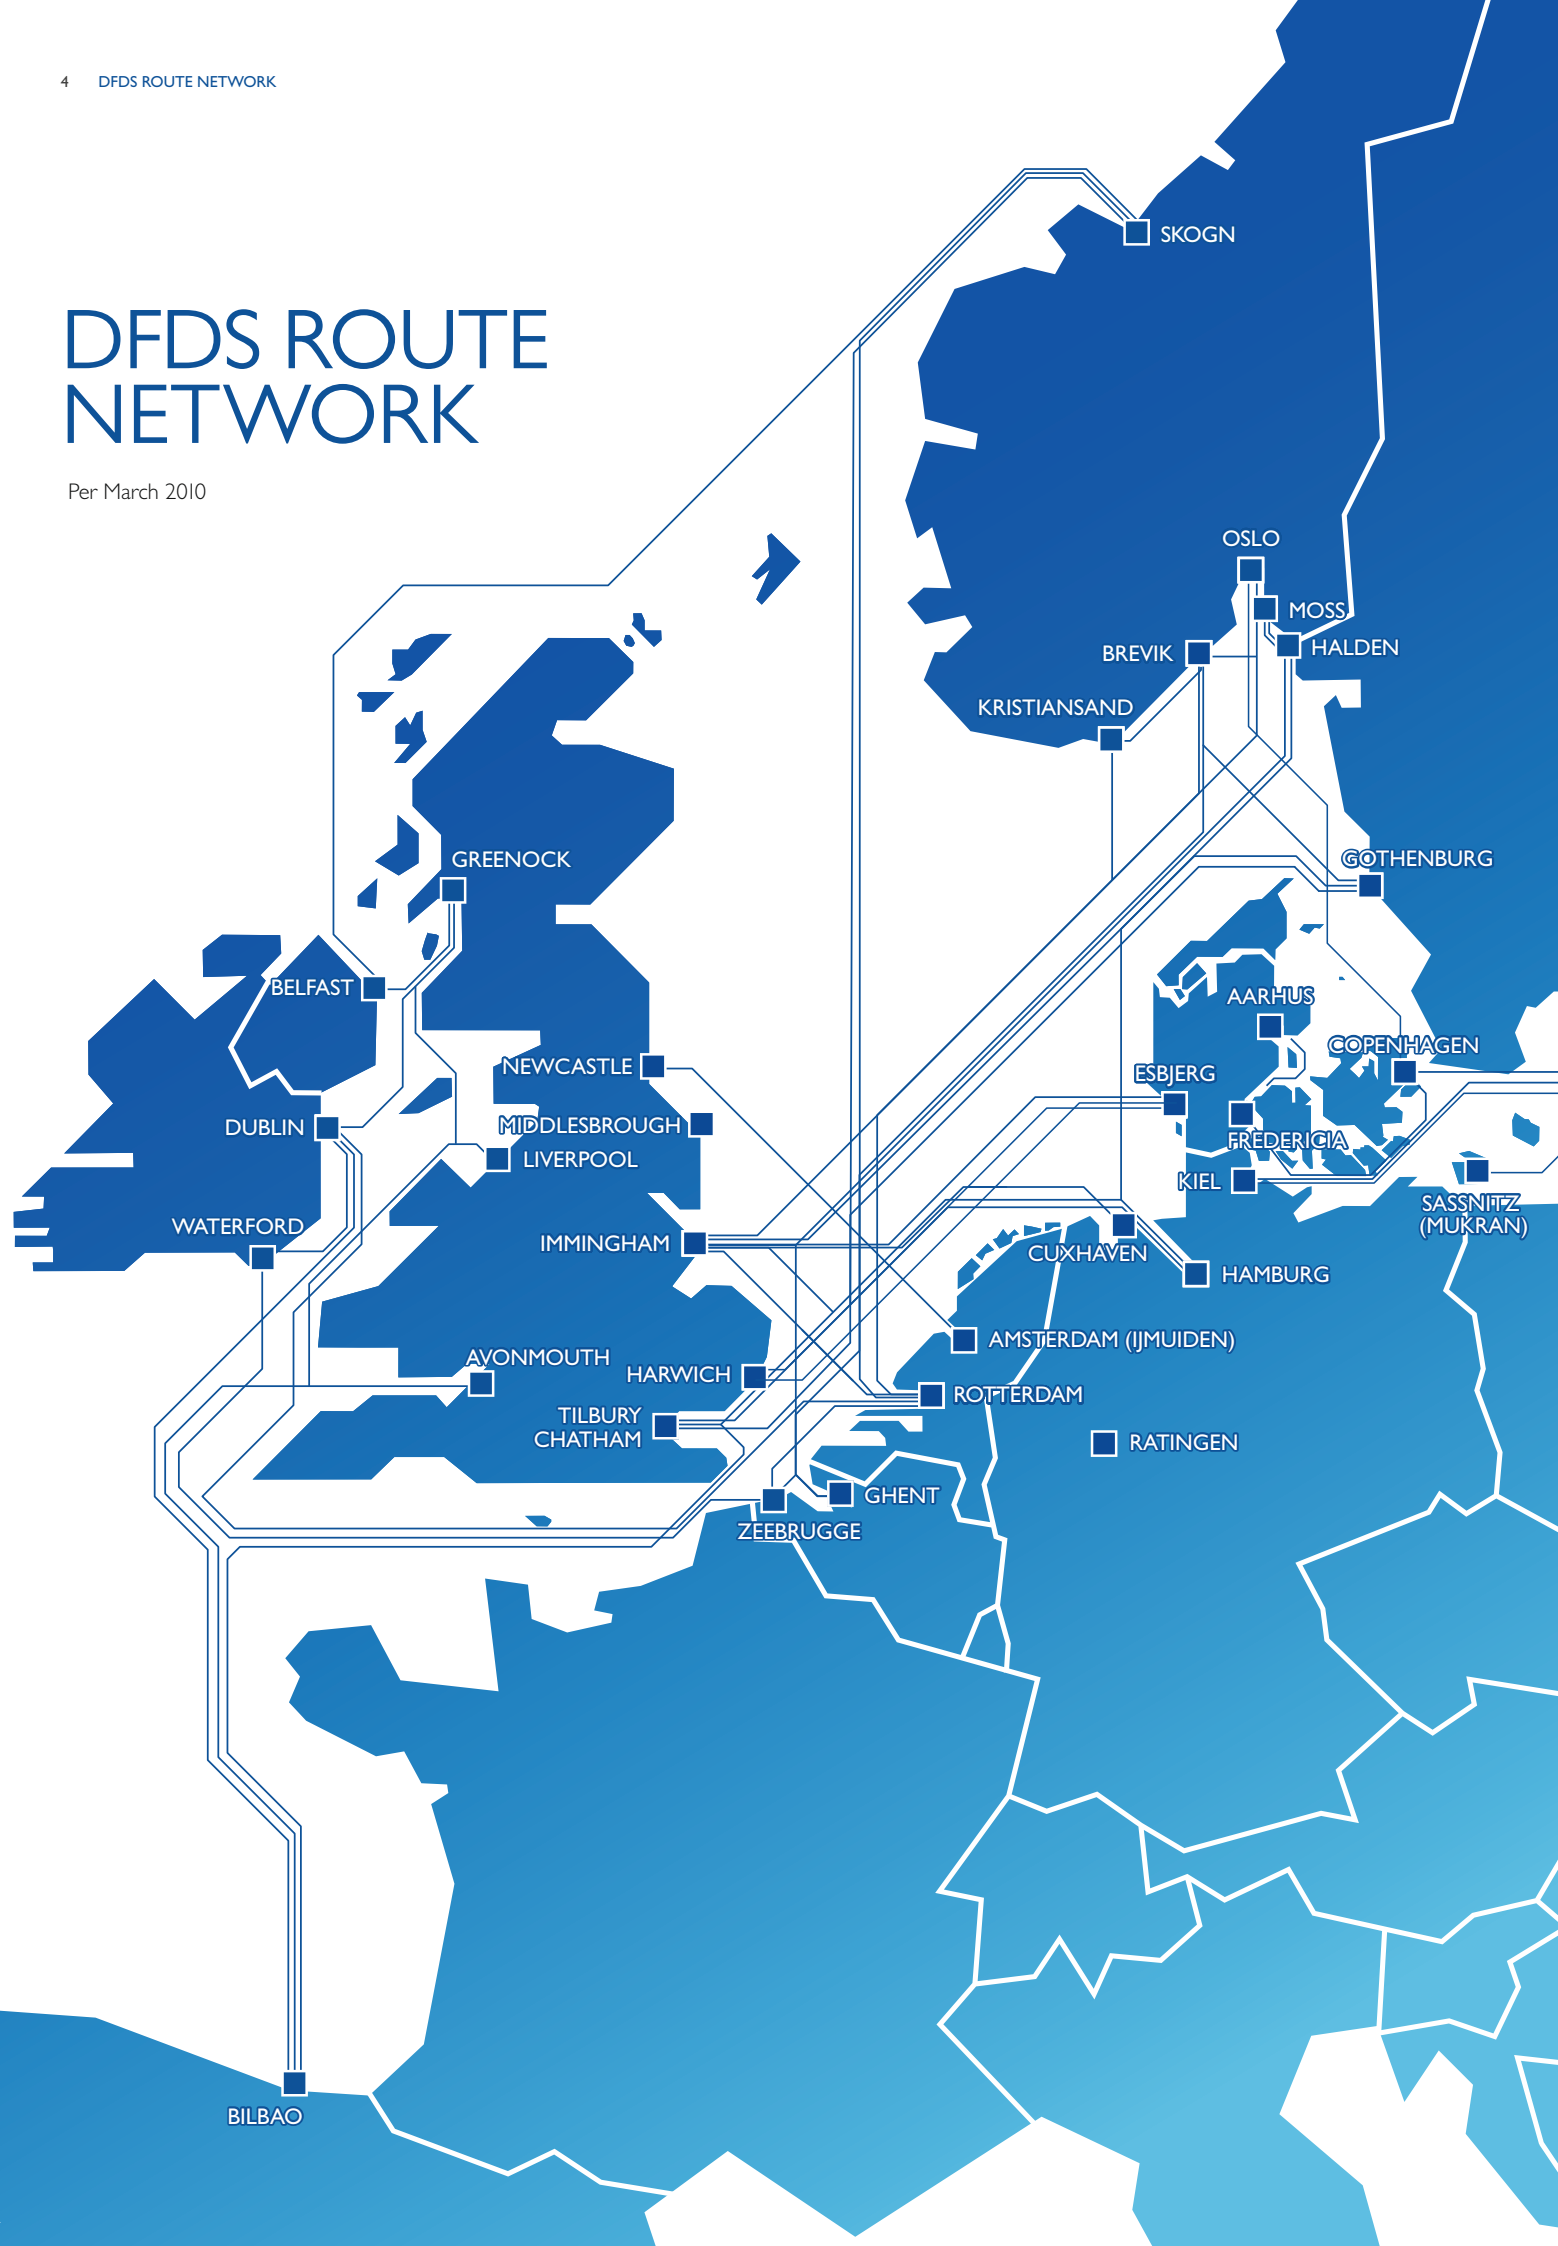 4 DFDS ROUTE NETWORK
SKOGN
DFDS ROUTE
NETWORK
Per March 2010
OSLO
MOSS
HALDEN
BREVIK
KRISTIANSAND
GREENOCK
GOTHENBURG
BELFAST
AARHUS
COPENHAGEN
NEWCASTLE
ESBJERG
MIDDLESBROUGH
DUBLIN
FREDERICIA
LIVERPOOL
KIEL
SASSNITZ
(MUKRAN)
WATERFORD
IMMINGHAM
CUXHAVEN
HAMBURG
AMSTERDAM (IJMUIDEN)
AVONMOUTH
HARWICH
ROTTERDAM
TILBURY
CHATHAM
RATINGEN
GHENT
ZEEBRUGGE
BILBAO